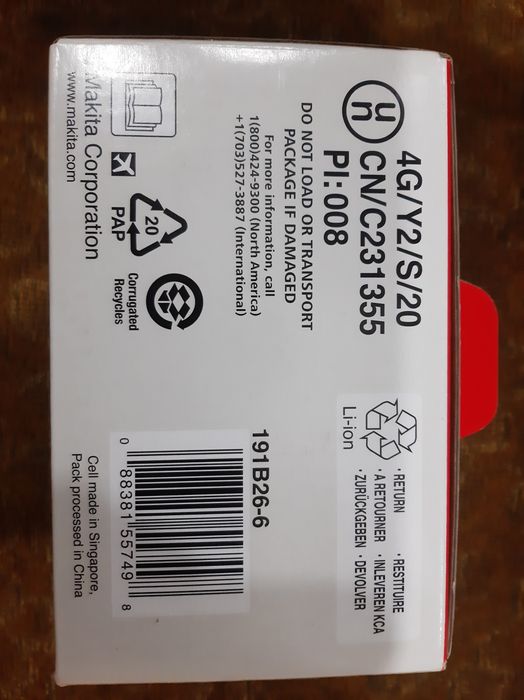 un
4G/Y2/S/20
CN/C231355
PI:008
DO NOT LOAD OR TRANSPORT
PACKAGE IF DAMAGED
For more information, call
1(800)424-9300 (North America)
+1(703)527-3887 (International)
20
PAP
Corrugated
Recycles
Makita Corporation
www.makita.com
Li-ion
· RETURN · RESTITUIRE
· A RETOURNER · INLEVEREN KCA
· ZURÜCKGEBEN · DEVOLVER
191B26-6
0 88381 55749 8
Cell made in Singapore,
Pack processed in China